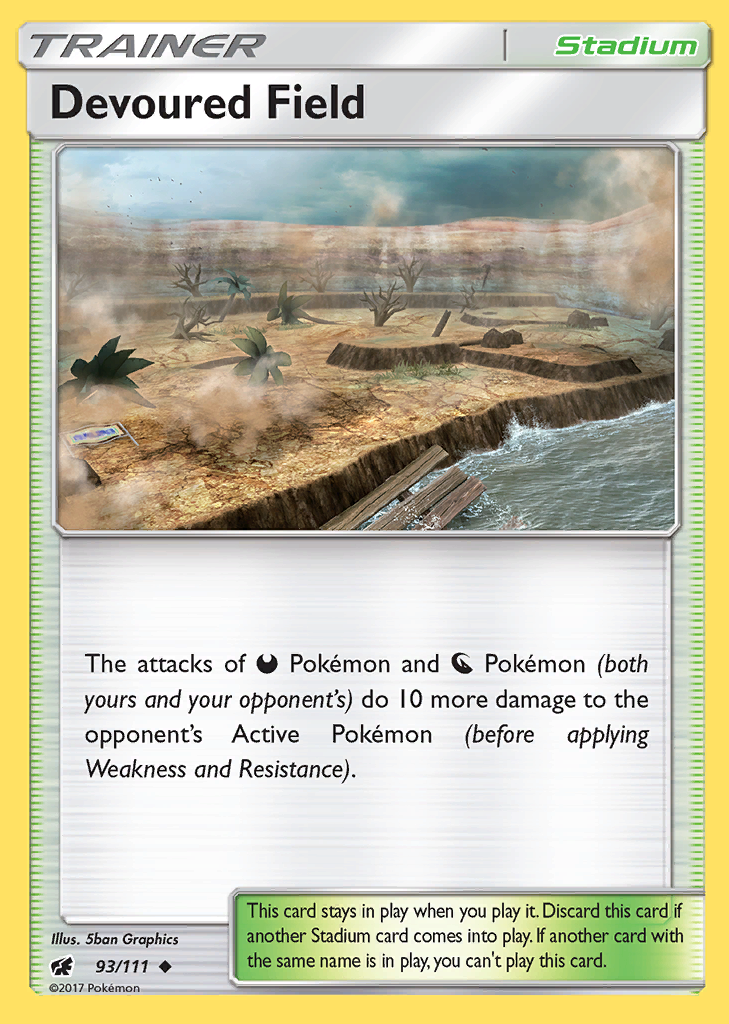 TRAINER
Stadium
Devoured Field
The attacks of Pokémon and Pokémon (both
yours and your opponent's) do 10 more damage to the
opponent's Active Pokémon (before applying
Weakness and Resistance).
This card stays in play when you play it. Discard this card if
another Stadium card comes into play. If another card with
the same name is in play, you can't play this card.
Illus. 5ban Graphics
93/111
©2017 Pokémon